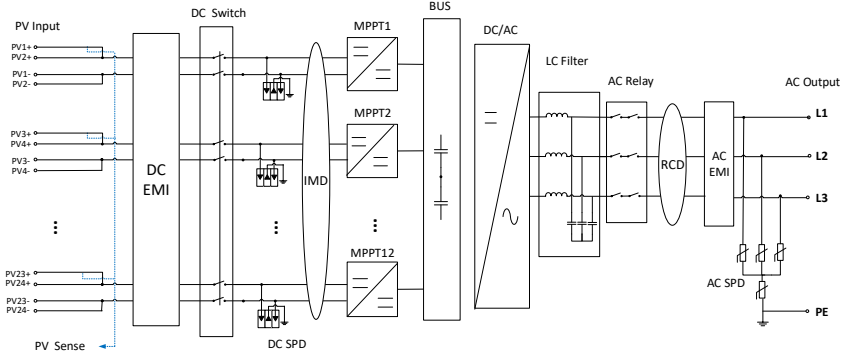 PV Input
DC Switch
MPPT1
BUS
DC/AC
LC Filter
AC Relay
AC Output
PV1+
PV2+
PV1-
PV2-
L1
MPPT2
PV3+
PV4+
PV3-
PV4-
DC
EMI
IMD
RCD
AC
EMI
L2
L3
MPPT12
PV23+
PV24+
PV23-
PV24-
AC SPD
PE
PV Sense
DC SPD